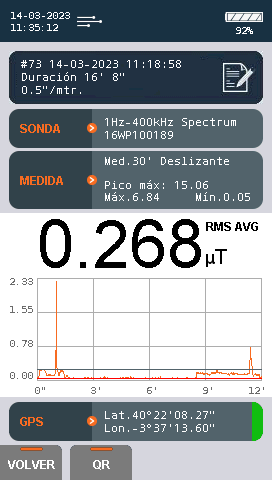 14-03-2023
11:35:12
92%
#73 14-03-2023 11:18:58
Duración 16' 8"
0.5"/mtr.
SONDA
1Hz-400kHz Spectrum
16WP100189
MEDIDA
Med.30' Deslizante
Pico máx: 15.06
Máx.6.84 Mín.0.05
0.268 RMS AVG
µT
2.33
1.55
0.78
0.00
0" 3' 6' 9' 12'
GPS
Lat.40°22'08.27"
Lon.-3°37'13.60"
VOLVER QR